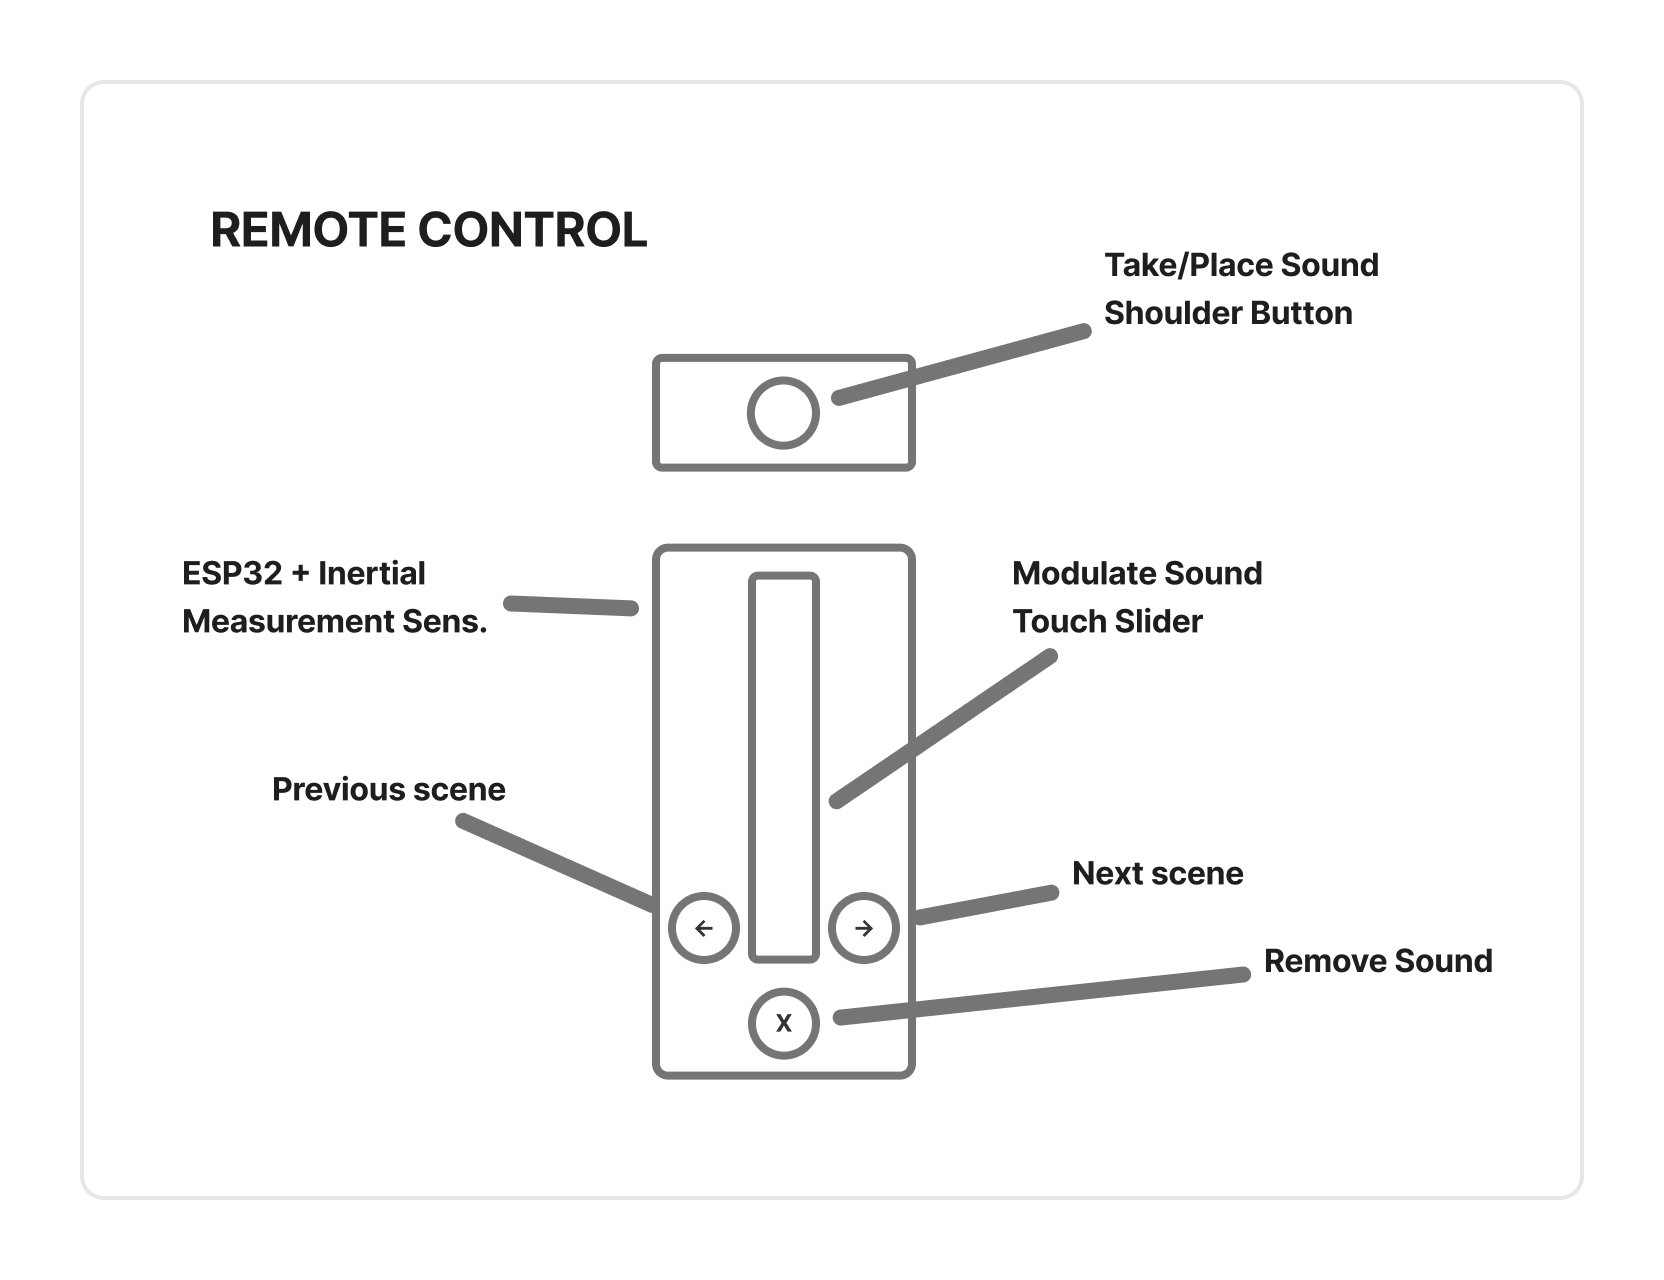 REMOTE CONTROL
Take/Place Sound
Shoulder Button
ESP32 + Inertial
Measurement Sens.
Modulate Sound
Touch Slider
Previous scene
Next scene
←
→
Remove Sound
X